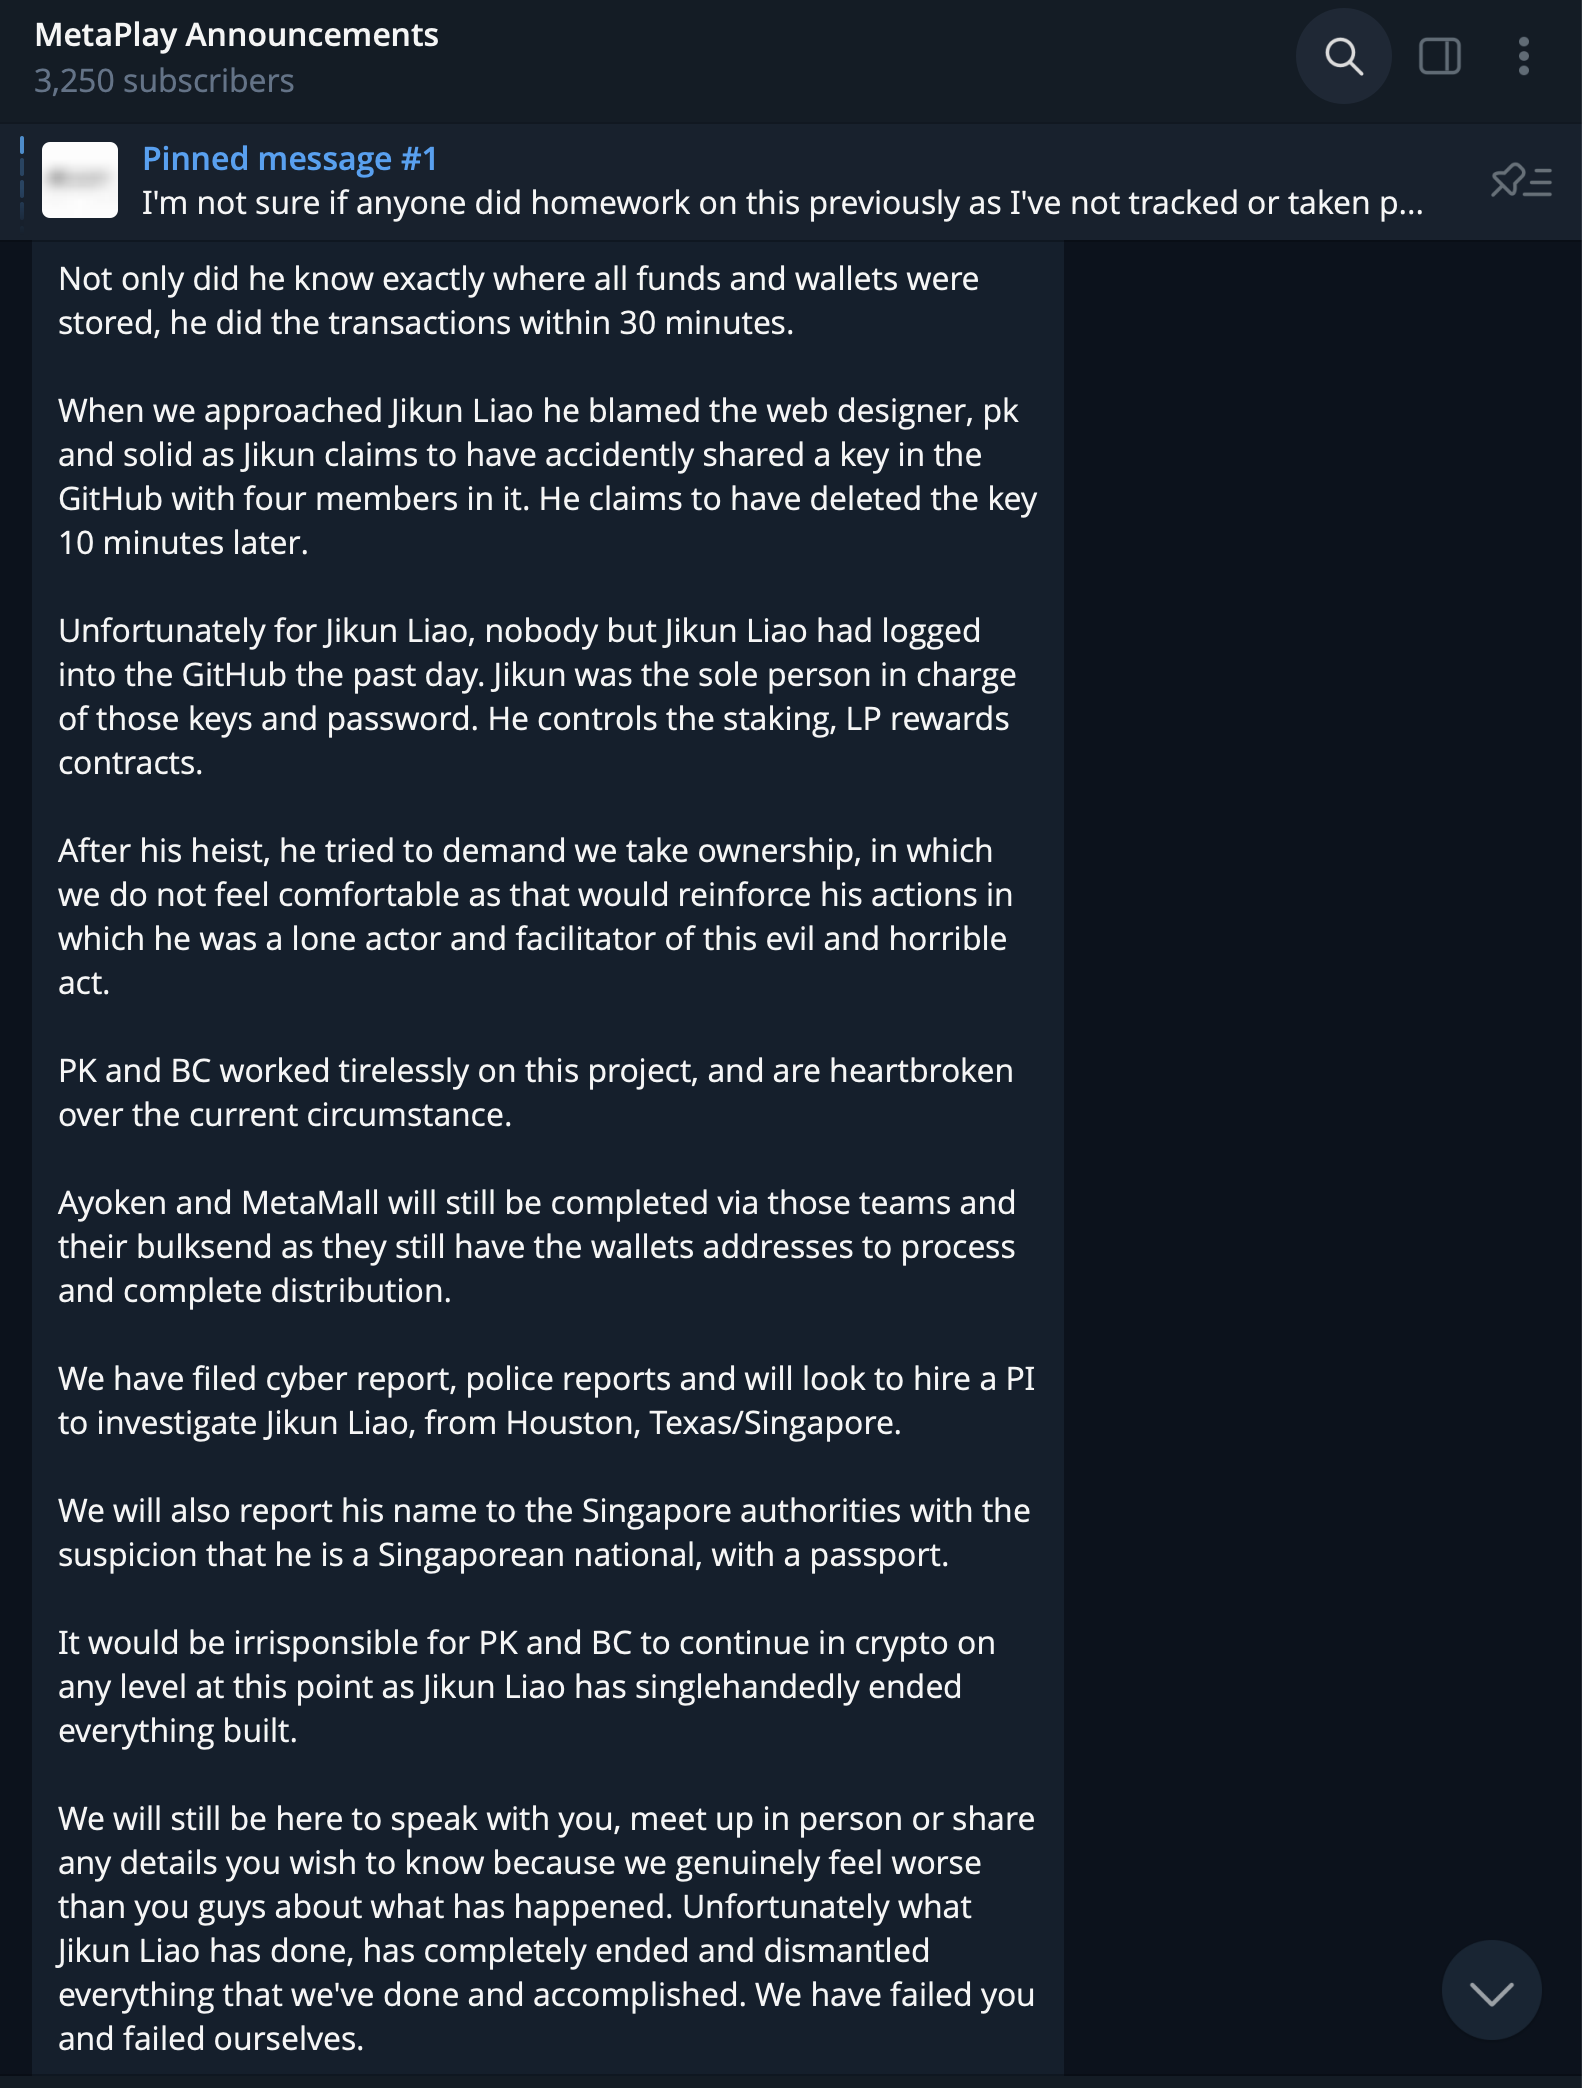 MetaPlay Announcements
3,250 subscribers
Pinned message #1
I'm not sure if anyone did homework on this previously as I've not tracked or taken p...
Not only did he know exactly where all funds and wallets were
stored, he did the transactions within 30 minutes.
When we approached Jikun Liao he blamed the web designer, pk
and solid as Jikun claims to have accidently shared a key in the
GitHub with four members in it. He claims to have deleted the key
10 minutes later.
Unfortunately for Jikun Liao, nobody but Jikun Liao had logged
into the GitHub the past day. Jikun was the sole person in charge
of those keys and password. He controls the staking, LP rewards
contracts.
After his heist, he tried to demand we take ownership, in which
we do not feel comfortable as that would reinforce his actions in
which he was a lone actor and facilitator of this evil and horrible
act.
PK and BC worked tirelessly on this project, and are heartbroken
over the current circumstance.
Ayoken and MetaMall will still be completed via those teams and
their bulksend as they still have the wallets addresses to process
and complete distribution.
We have filed cyber report, police reports and will look to hire a PI
to investigate Jikun Liao, from Houston, Texas/Singapore.
We will also report his name to the Singapore authorities with the
suspicion that he is a Singaporean national, with a passport.
It would be irrisponsible for PK and BC to continue in crypto on
any level at this point as Jikun Liao has singlehandedly ended
everything built.
We will still be here to speak with you, meet up in person or share
any details you wish to know because we genuinely feel worse
than you guys about what has happened. Unfortunately what
Jikun Liao has done, has completely ended and dismantled
everything that we've done and accomplished. We have failed you
and failed ourselves.